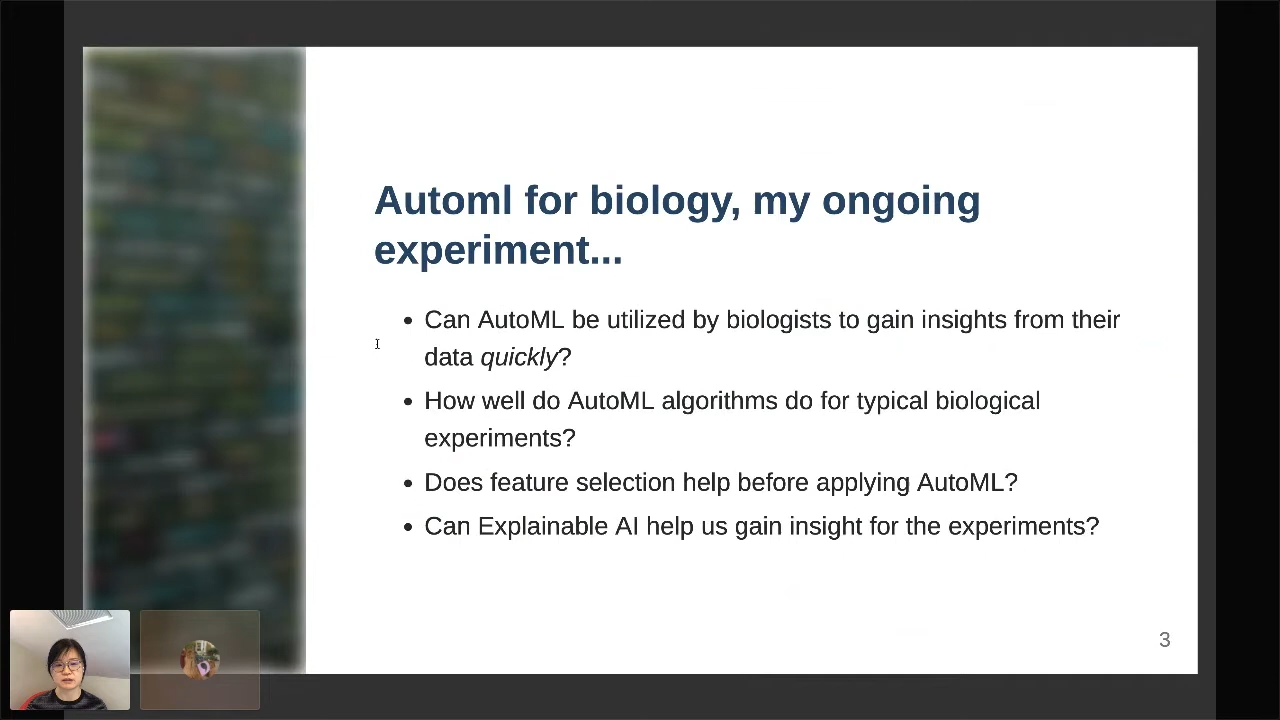 Automl for biology, my ongoing
experiment...
• Can AutoML be utilized by biologists to gain insights from their
data quickly?
• How well do AutoML algorithms do for typical biological
experiments?
• Does feature selection help before applying AutoML?
• Can Explainable AI help us gain insight for the experiments?
3